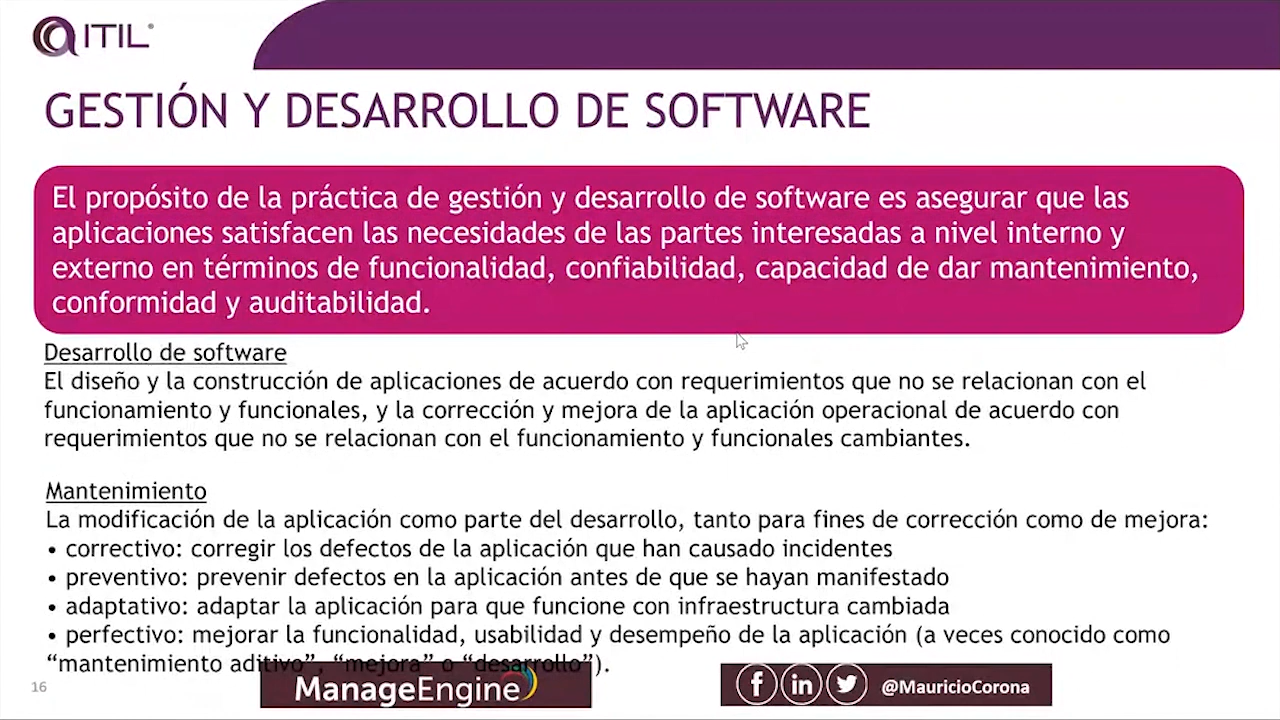 ITIL®
GESTIÓN Y DESARROLLO DE SOFTWARE
El propósito de la práctica de gestión y desarrollo de software es asegurar que las
aplicaciones satisfacen las necesidades de las partes interesadas a nivel interno y
externo en términos de funcionalidad, confiabilidad, capacidad de dar mantenimiento,
conformidad y auditabilidad.
Desarrollo de software
El diseño y la construcción de aplicaciones de acuerdo con requerimientos que no se relacionan con el
funcionamiento y funcionales, y la corrección y mejora de la aplicación operacional de acuerdo con
requerimientos que no se relacionan con el funcionamiento y funcionales cambiantes.
Mantenimiento
La modificación de la aplicación como parte del desarrollo, tanto para fines de corrección como de mejora:
• correctivo: corregir los defectos de la aplicación que han causado incidentes
• preventivo: prevenir defectos en la aplicación antes de que se hayan manifestado
• adaptativo: adaptar la aplicación para que funcione con infraestructura cambiada
• perfectivo: mejorar la funcionalidad, usabilidad y desempeño de la aplicación (a veces conocido como
“mantenimiento aditivo”, “mejora” o “desarrollo”).
16
ManageEngine
@MauricioCorona